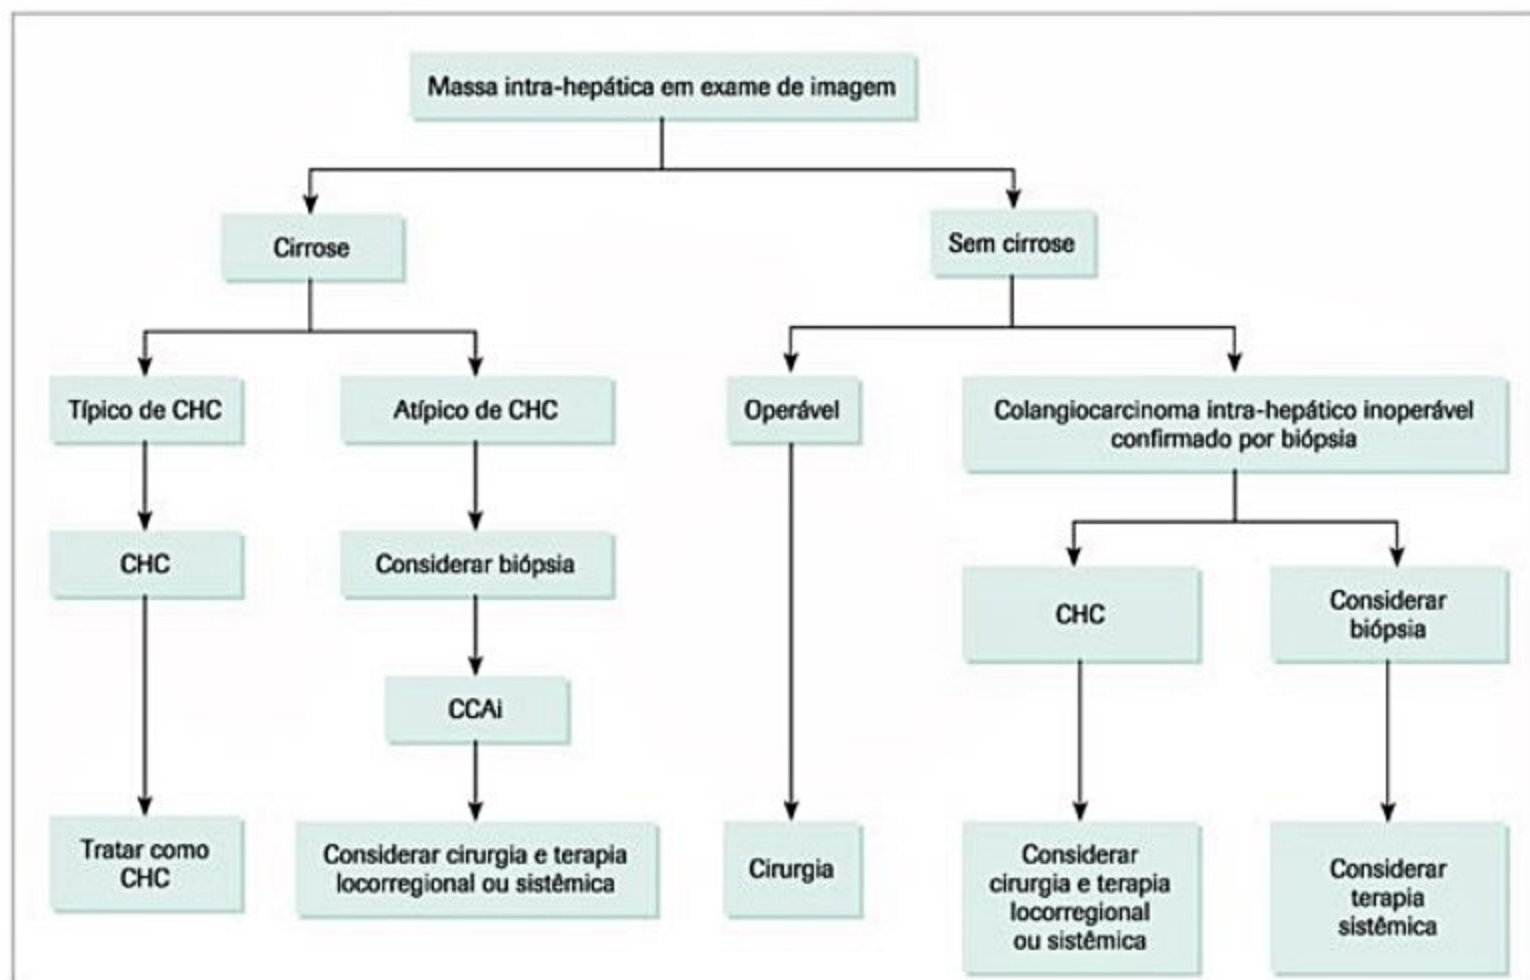 Massa intra-hepática em exame de imagem
Cirrose
Sem cirrose
Típico de CHC
Atípico de CHC
Operável
Colangiocarcinoma intra-hepático inoperável
confirmado por biópsia
CHC
Considerar biópsia
CHC
Considerar
biópsia
CCAi
Tratar como
CHC
Considerar cirurgia e terapia
locorregional ou sistêmica
Cirurgia
Considerar
cirurgia e terapia
locorregional
ou sistêmica
Considerar
terapia
sistêmica